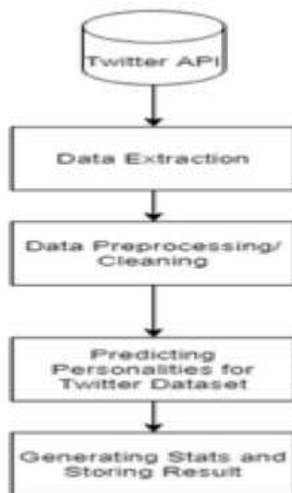 Twitter API
Data Extraction
Data Preprocessing/
Cleaning
Predicting
Personalities for
Twitter Dataset
Generating Stats and
Storing Result